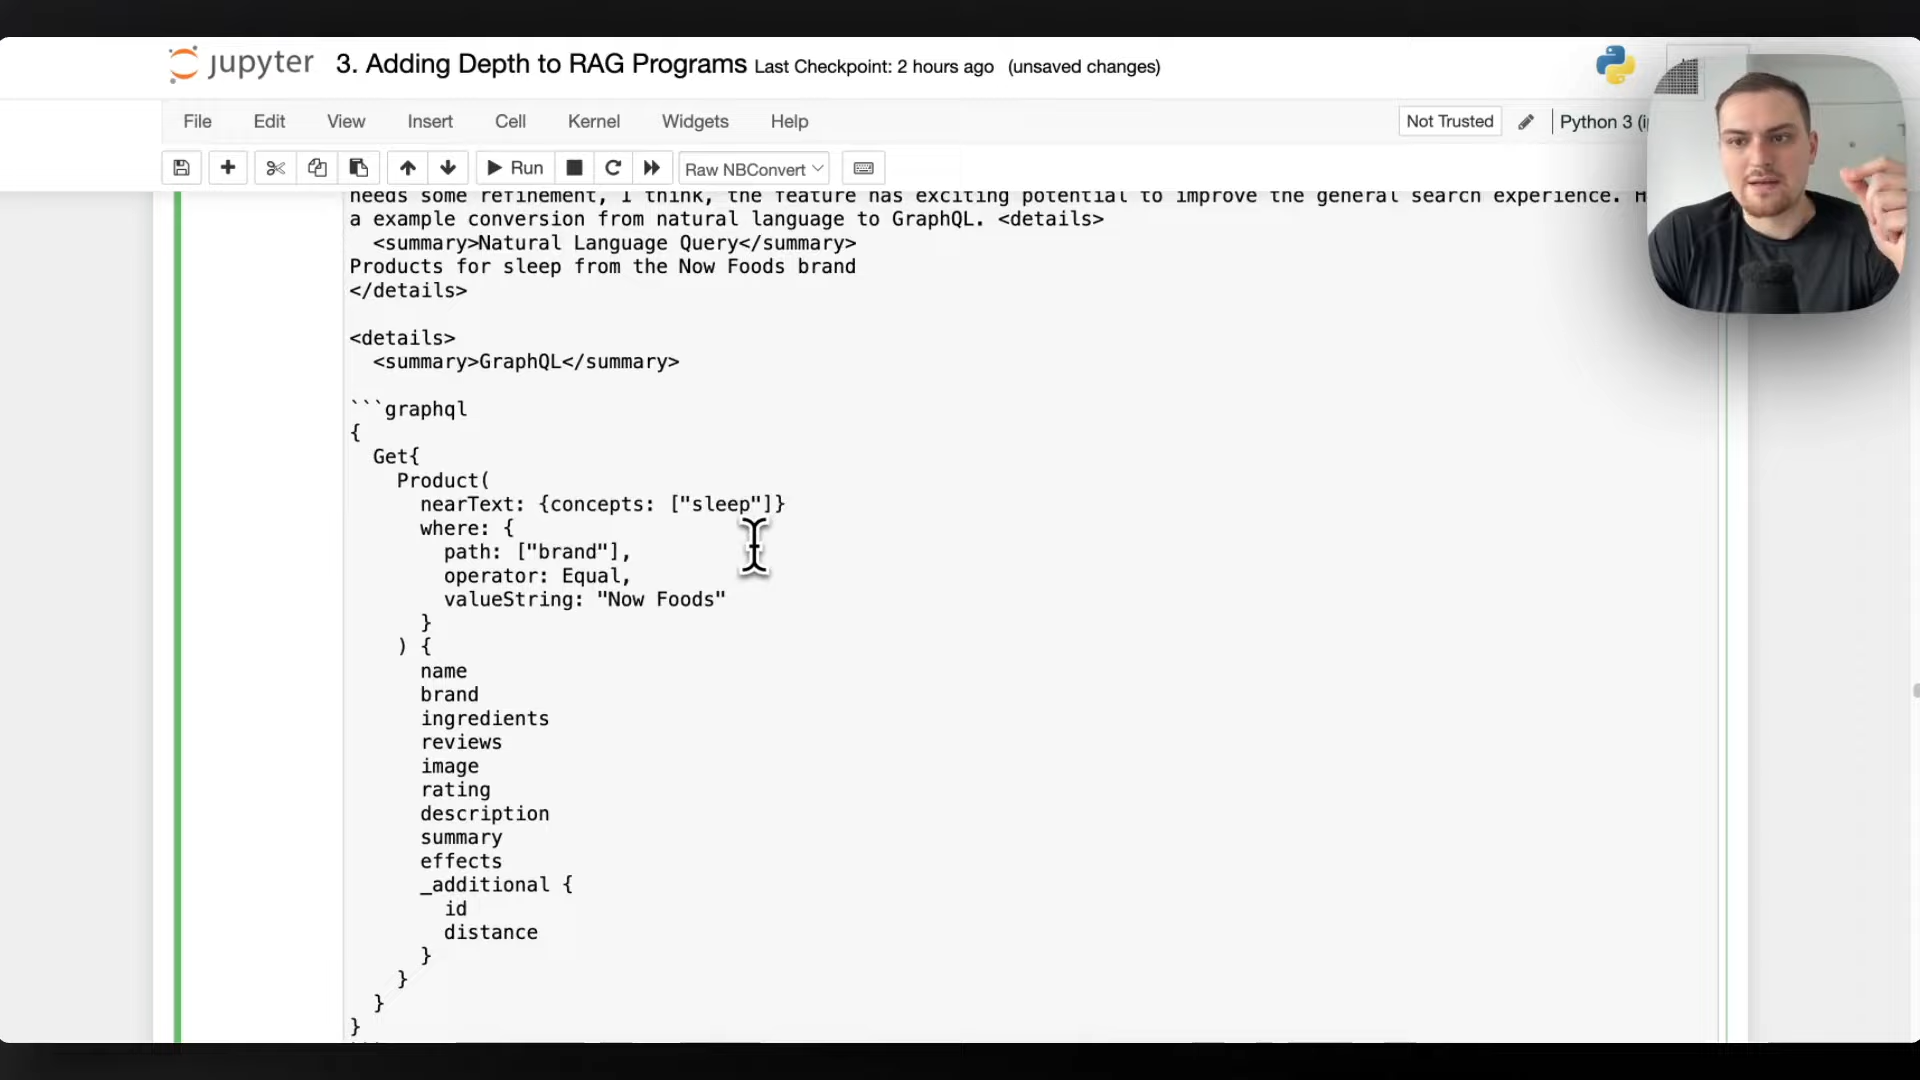 jupyter 3. Adding Depth to RAG Programs Last Checkpoint: 2 hours ago (unsaved changes)
File Edit View Insert Cell Kernel Widgets Help Not Trusted Python 3 (i
Run Raw NBConvert
needs some refinement, I think, the feature has exciting potential to improve the general search experience. H
a example conversion from natural language to GraphQL. <details>
<summary>Natural Language Query</summary>
Products for sleep from the Now Foods brand
</details>
<details>
<summary>GraphQL</summary>
```graphql
{
Get{
Product(
nearText: {concepts: ["sleep"]}
where: {
path: ["brand"],
operator: Equal,
valueString: "Now Foods"
}
) {
name
brand
ingredients
reviews
image
rating
description
summary
effects
_additional {
id
distance
}
}
}
}